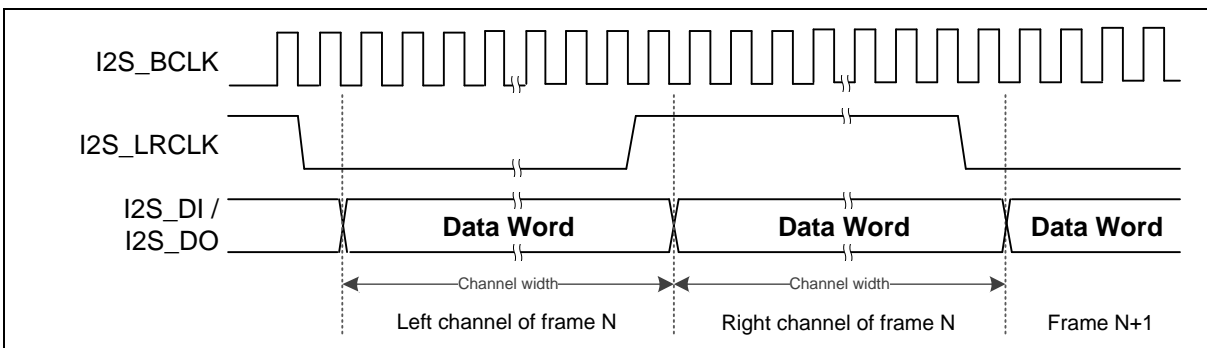 I2S_BCLK
I2S_LRCLK
I2S_DI /
I2S_DO
Data Word Data Word Data Word
Channel width Channel width
Left channel of frame N Right channel of frame N Frame N+1